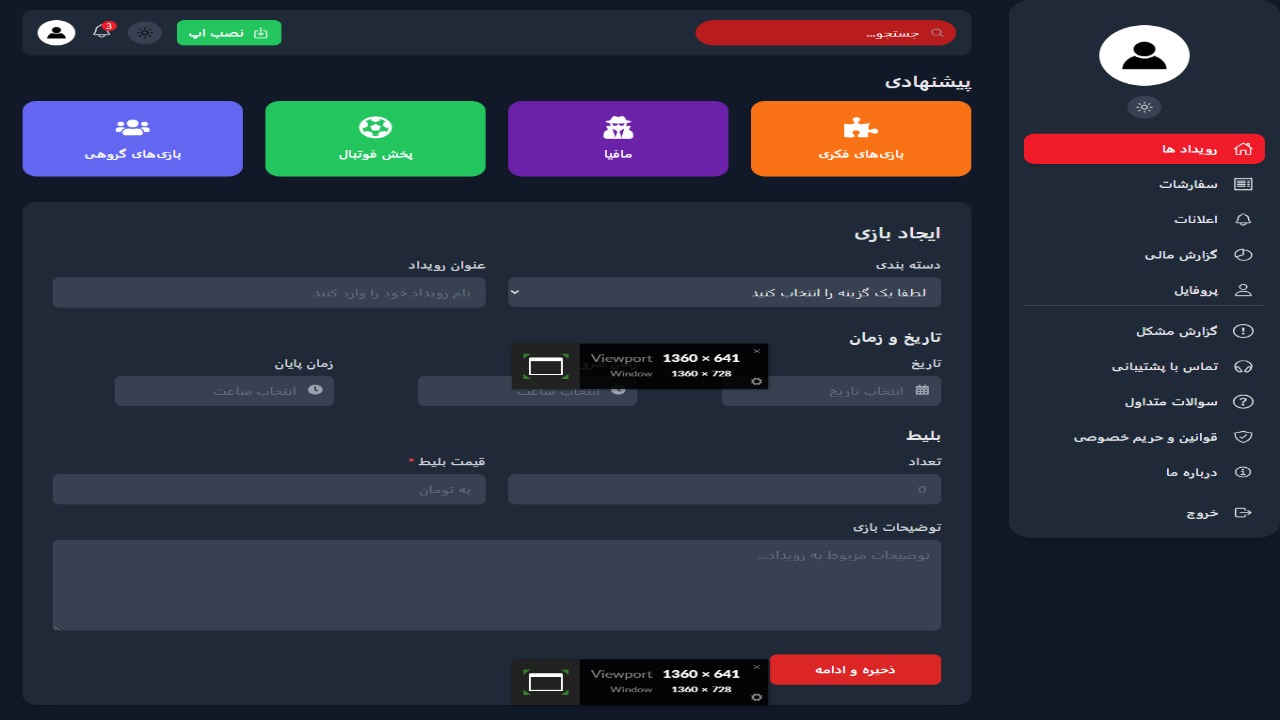 رویداد ها
سفارشات
اعلانات
گزارش مالی
پروفایل
گزارش مشکل
تماس با پشتیبانی
سوالات متداول
قوانین و حریم خصوصی
درباره ما
خروج
جستجو...
نصب اپ
3
پیشنهادی
بازی‌های فکری
مافیا
پخش فوتبال
بازی‌های گروهی
ایجاد بازی
دسته بندی
عنوان رویداد
لطفا یک گزینه را انتخاب کنید
نام رویداد خود را وارد کنید
تاریخ و زمان
تاریخ
زمان پایان
Viewport 1360 × 641
Window 1360 × 728
انتخاب تاریخ
انتخاب ساعت
انتخاب ساعت
بلیط
تعداد
قیمت بلیط *
0
به تومان
توضیحات بازی
توضیحات مربوط به رویداد...
ذخیره و ادامه
Viewport 1360 × 641
Window 1360 × 728